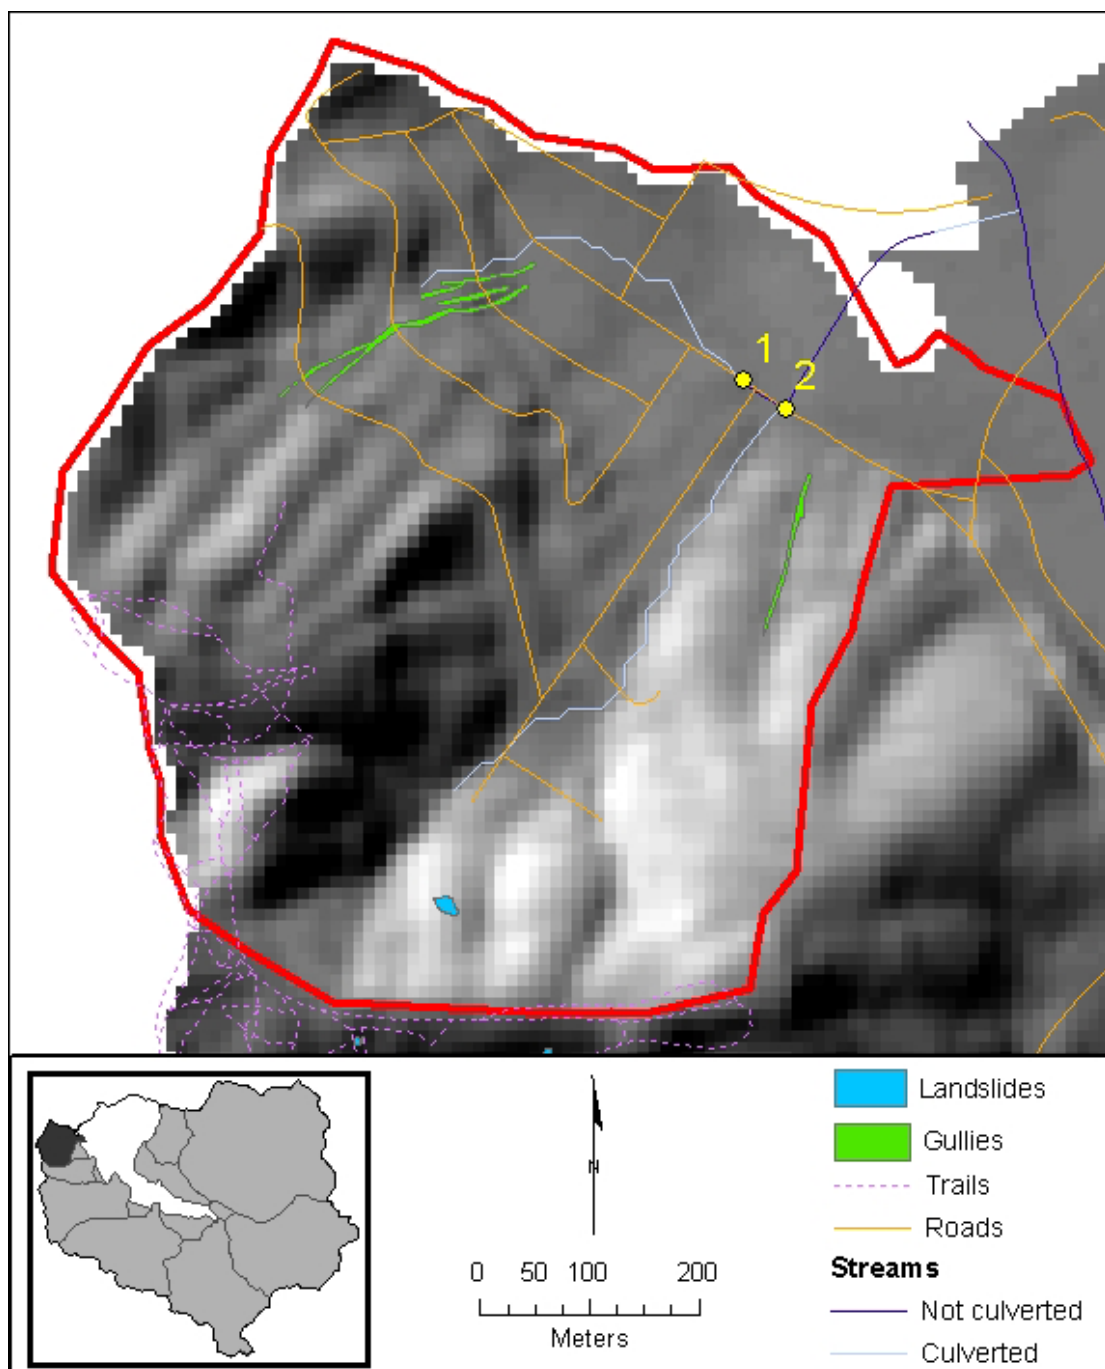 1
2
Landslides
Gullies
Trails
Roads
Streams
Not culverted
Culverted
N
0 50 100 200
Meters